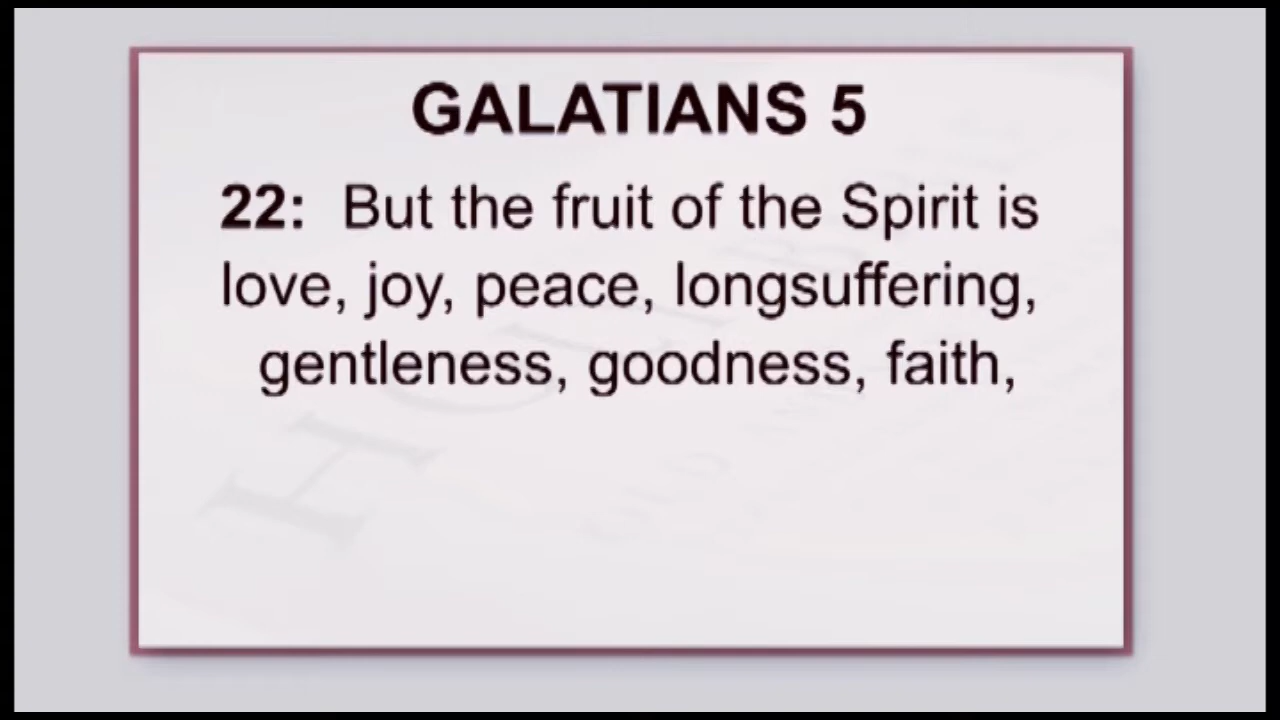 GALATIANS 5
22: But the fruit of the Spirit is
love, joy, peace, longsuffering,
gentleness, goodness, faith,